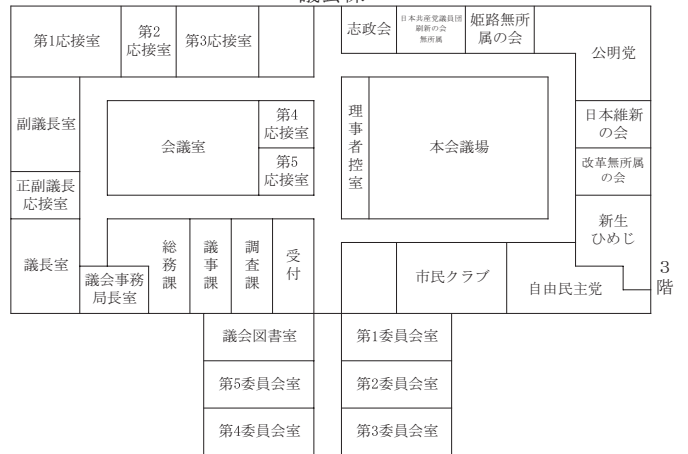 議会棟
第1応接室
第2
応接室
第3応接室
志政会
日本共産党議員団
刷新の会
無所属
姫路無所
属の会
公明党
副議長室
会議室
第4
応接室
第5
応接室
理事者控室
本会議場
日本維新
の会
改革無所属
の会
正副議長
応接室
新生
ひめじ
議長室
議会事務
局長室
総務課
議事課
調査課
受付
市民クラブ
自由民主党
3階
議会図書室
第1委員会室
第5委員会室
第2委員会室
第4委員会室
第3委員会室